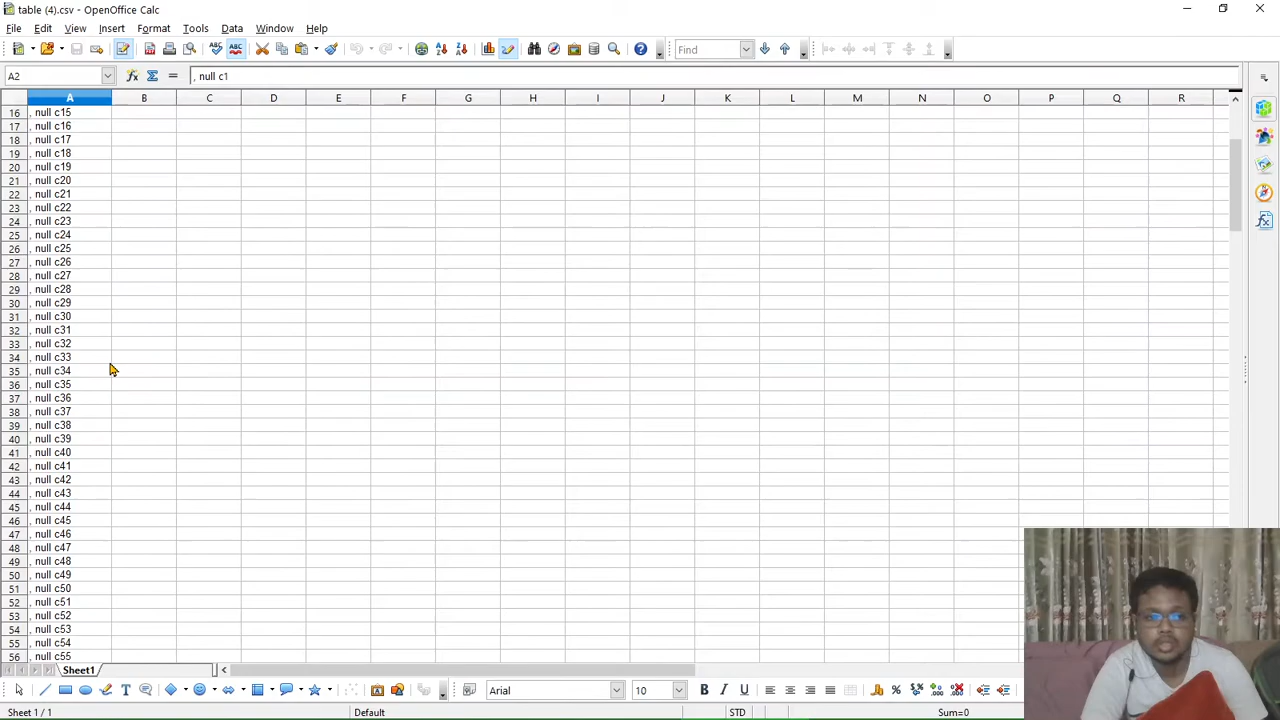 table (4).csv - OpenOffice Calc
File Edit View Insert Format Tools Data Window Help
Find
A2 , null c1
A B C D E F G H I J K L M N O P Q R
16 , null c15
17 , null c16
18 , null c17
19 , null c18
20 , null c19
21 , null c20
22 , null c21
23 , null c22
24 , null c23
25 , null c24
26 , null c25
27 , null c26
28 , null c27
29 , null c28
30 , null c29
31 , null c30
32 , null c31
33 , null c32
34 , null c33
35 , null c34
36 , null c35
37 , null c36
38 , null c37
39 , null c38
40 , null c39
41 , null c40
42 , null c41
43 , null c42
44 , null c43
45 , null c44
46 , null c45
47 , null c46
48 , null c47
49 , null c48
50 , null c49
51 , null c50
52 , null c51
53 , null c52
54 , null c53
55 , null c54
56 , null c55
Sheet1
Arial 10 B I U
Sheet 1 / 1 Default STD Sum=0